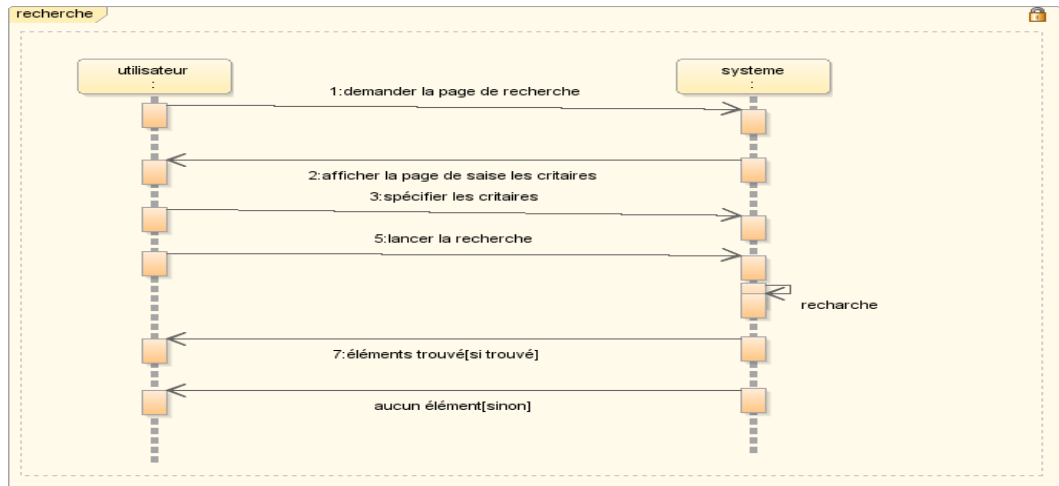 recherche
utilisateur
:
systeme
:
1:demander la page de recherche
2:afficher la page de saise les critaires
3:spécifier les critaires
5:lancer la recherche
recharche
7:éléments trouvé[si trouvé]
aucun élément[sinon]